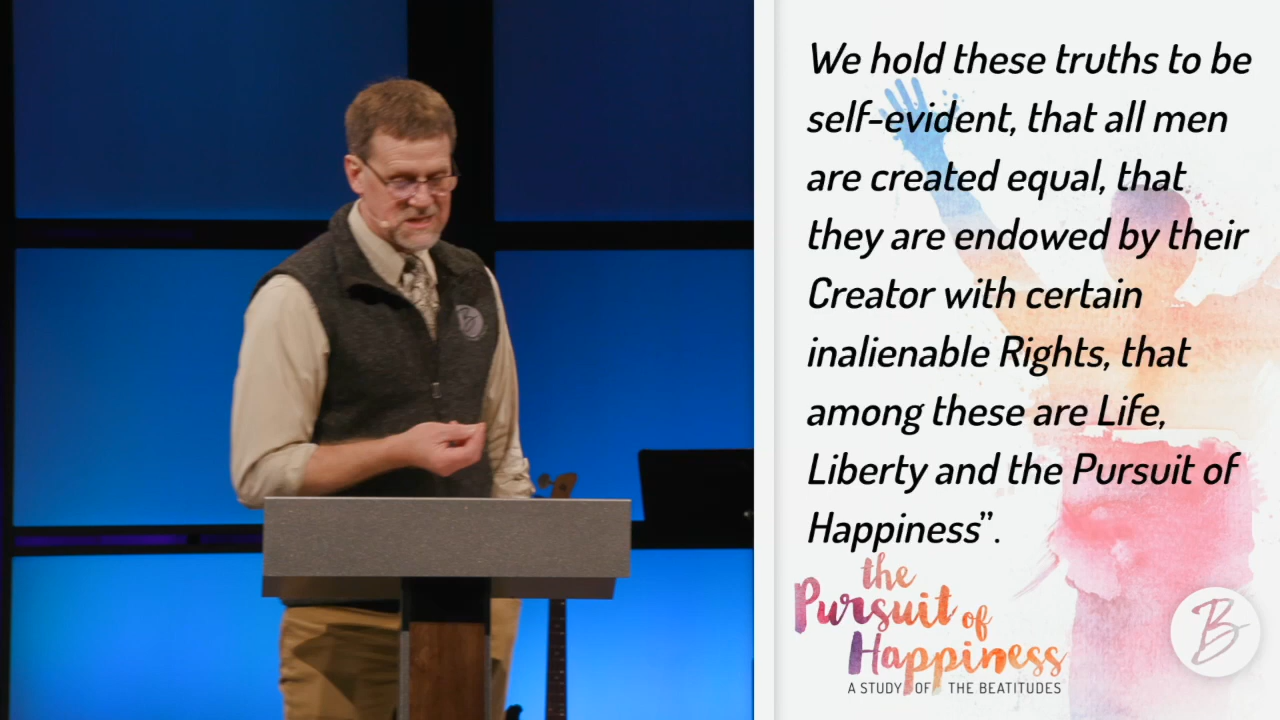 We hold these truths to be
self-evident, that all men
are created equal, that
they are endowed by their
Creator with certain
inalienable Rights, that
among these are Life,
Liberty and the Pursuit of
Happiness”.
the
Pursuit of
Happiness
A STUDY OF THE BEATITUDES
B
B